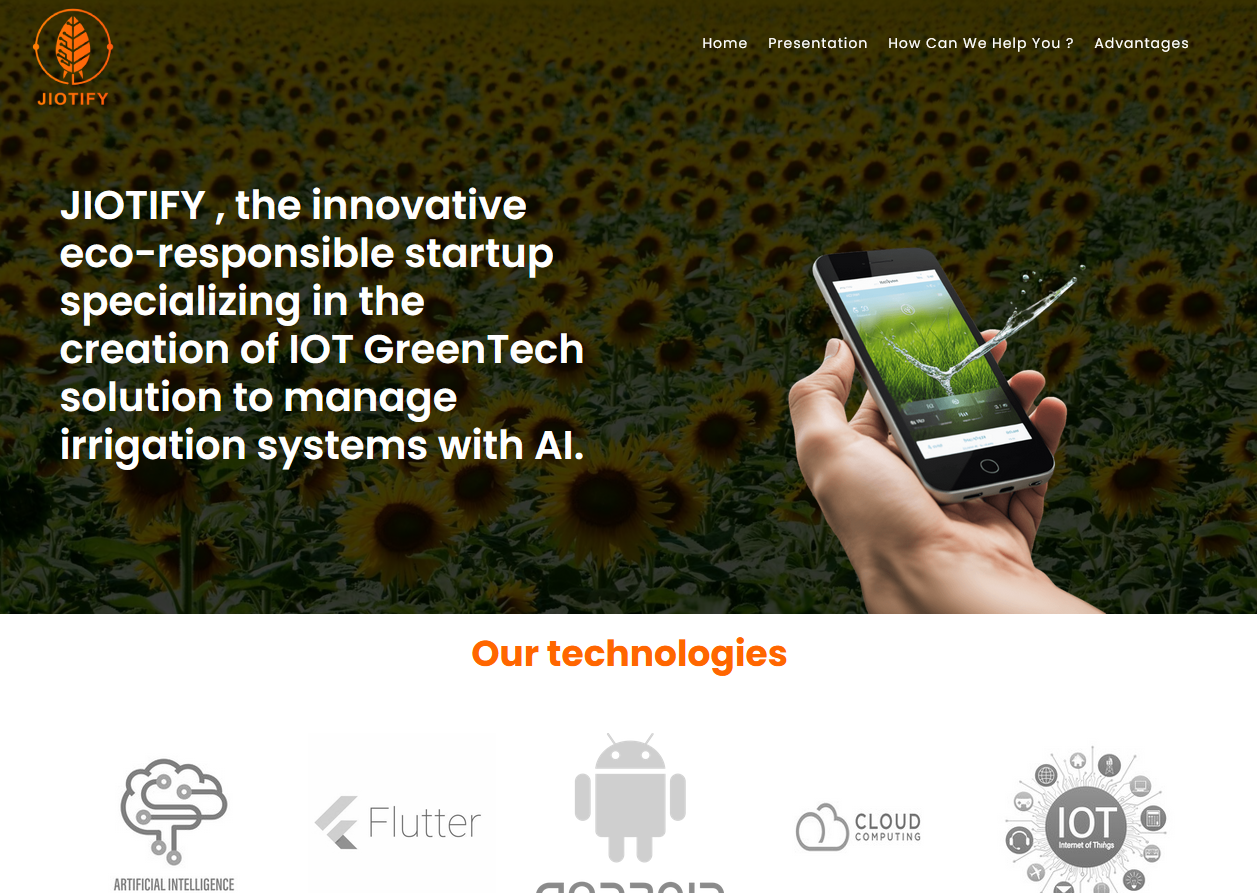 JIOTIFY
Home Presentation How Can We Help You ? Advantages
JIOTIFY , the innovative
eco-responsible startup
specializing in the
creation of IOT GreenTech
solution to manage
irrigation systems with AI.
Our technologies
ARTIFICIAL INTELLIGENCE
Flutter
CLOUD
COMPUTING
IOT
Internet of Things